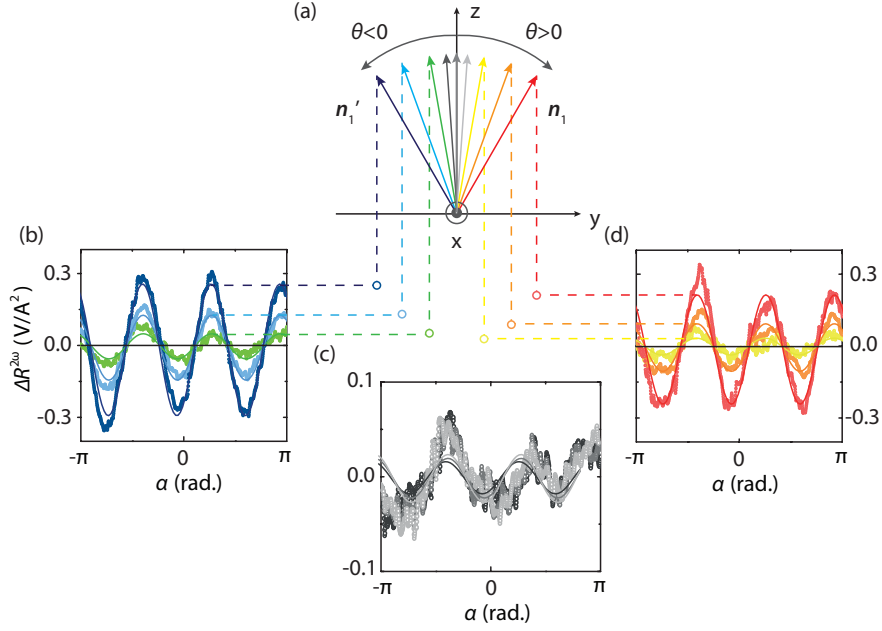 (a)
z
θ<0
θ>0
n₁′
n₁
y
x
(b)
(d)
0.3
0.0
-0.3
ΔR²ω (V/A²)
-π
0
π
α (rad.)
(c)
0.1
0.0
-0.1
-π
0
π
α (rad.)
0.3
0.0
-0.3
-π
0
π
α (rad.)